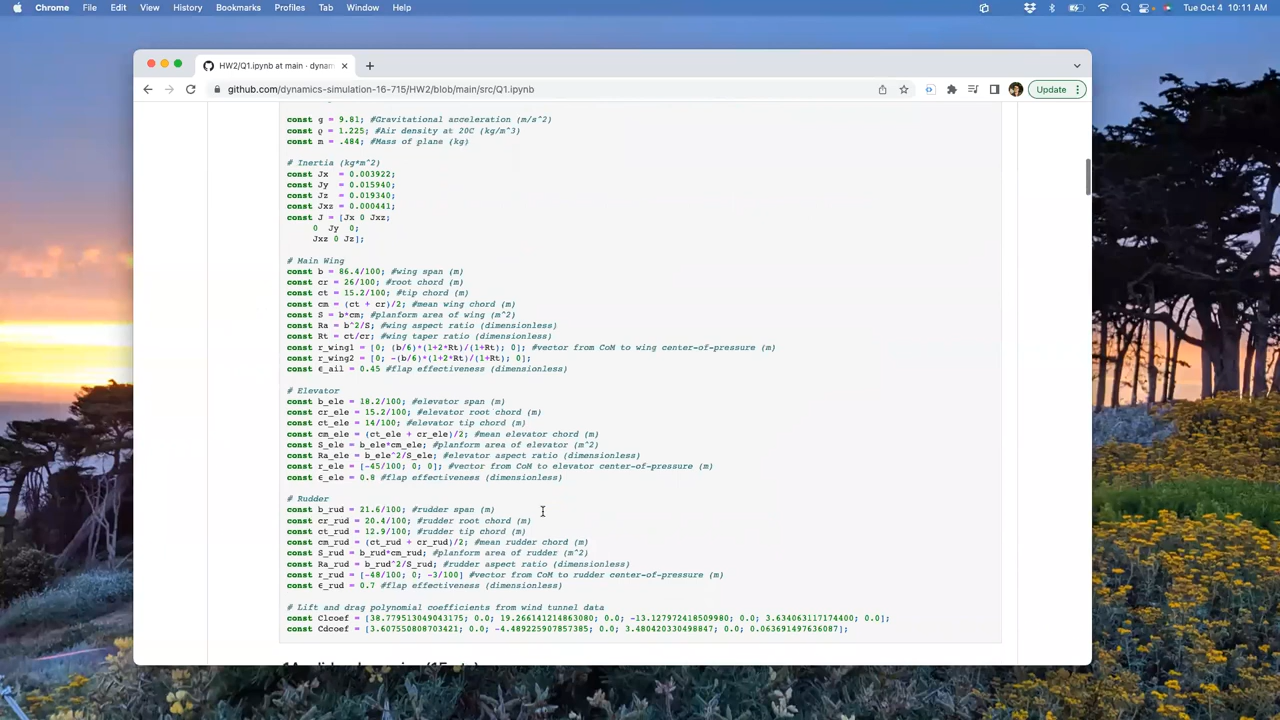 Chrome File Edit View History Bookmarks Profiles Tab Window Help Tue Oct 4 10:11 AM
HW2/Q1.ipynb at main · dynam
github.com/dynamics-simulation-16-715/HW2/blob/main/src/Q1.ipynb Update
const g = 9.81; #Gravitational acceleration (m/s^2)
const ρ = 1.225; #Air density at 20C (kg/m^3)
const m = .484; #Mass of plane (kg)
# Inertia (kg*m^2)
const Jx = 0.003922;
const Jy = 0.015940;
const Jz = 0.019340;
const Jxz = 0.000441;
const J = [Jx 0 Jxz;
0 Jy 0;
Jxz 0 Jz];
# Main Wing
const b = 86.4/100; #wing span (m)
const cr = 26/100; #root chord (m)
const ct = 15.2/100; #tip chord (m)
const cm = (ct + cr)/2; #mean wing chord (m)
const S = b*cm; #planform area of wing (m^2)
const Ra = b^2/S; #wing aspect ratio (dimensionless)
const Rt = ct/cr; #wing taper ratio (dimensionless)
const r_wing1 = [0; (b/6)*(1+2*Rt)/(1+Rt); 0]; #vector from CoM to wing center-of-pressure (m)
const r_wing2 = [0; -(b/6)*(1+2*Rt)/(1+Rt); 0];
const ϵ_ail = 0.45 #flap effectiveness (dimensionless)
# Elevator
const b_ele = 18.2/100; #elevator span (m)
const cr_ele = 15.2/100; #elevator root chord (m)
const ct_ele = 14/100; #elevator tip chord (m)
const cm_ele = (ct_ele + cr_ele)/2; #mean elevator chord (m)
const S_ele = b_ele*cm_ele; #planform area of elevator (m^2)
const Ra_ele = b_ele^2/S_ele; #elevator aspect ratio (dimensionless)
const r_ele = [-45/100; 0; 0]; #vector from CoM to elevator center-of-pressure (m)
const ϵ_ele = 0.8 #flap effectiveness (dimensionless)
# Rudder
const b_rud = 21.6/100; #rudder span (m)
const cr_rud = 20.4/100; #rudder root chord (m)
const ct_rud = 12.9/100; #rudder tip chord (m)
const cm_rud = (ct_rud + cr_rud)/2; #mean rudder chord (m)
const S_rud = b_rud*cm_rud; #planform area of rudder (m^2)
const Ra_rud = b_rud^2/S_rud; #rudder aspect ratio (dimensionless)
const r_rud = [-48/100; 0; -3/100] #vector from CoM to rudder center-of-pressure (m)
const ϵ_rud = 0.7 #flap effectiveness (dimensionless)
# Lift and drag polynomial coefficients from wind tunnel data
const Clcoef = [38.779513049043175; 0.0; 19.266141214863080; 0.0; -13.127972418509980; 0.0; 3.634063117174400; 0.0];
const Cdcoef = [3.607550808703421; 0.0; -4.489225907857385; 0.0; 3.480420330498847; 0.0; 0.063691497636087];